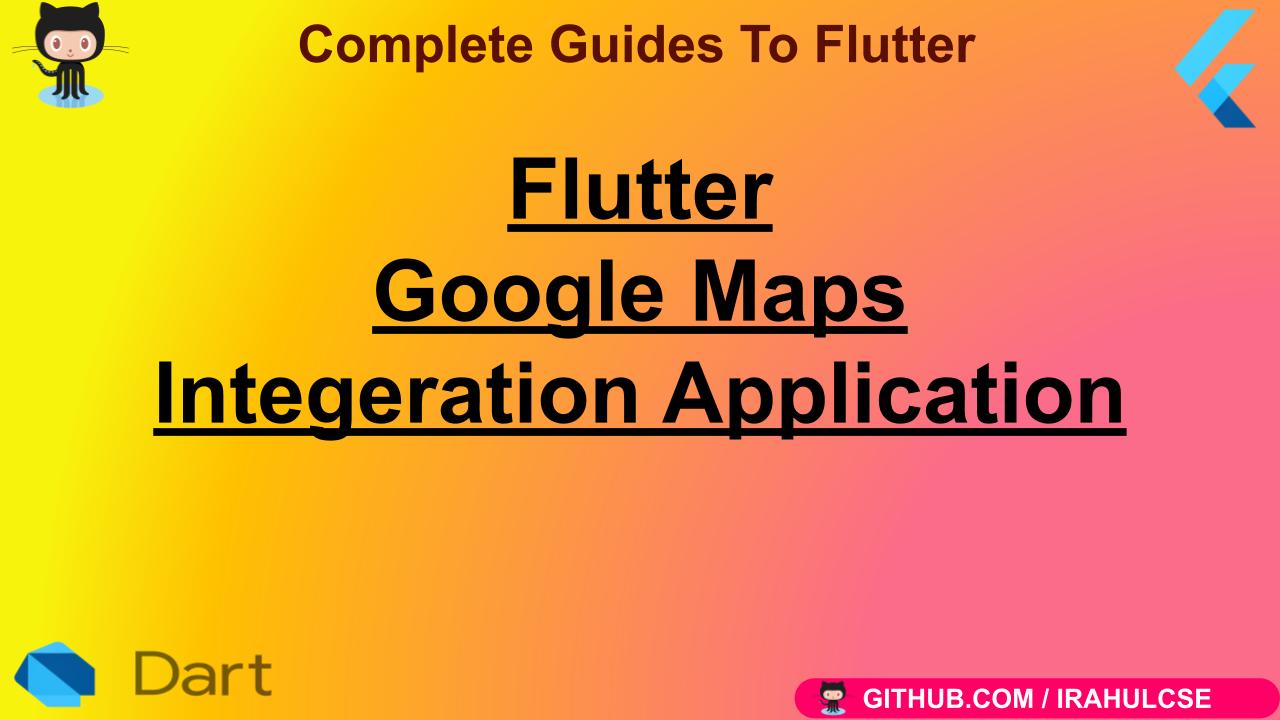 Complete Guides To Flutter
Flutter
Google Maps
Integeration Application
Dart
GITHUB.COM / IRAHULCSE